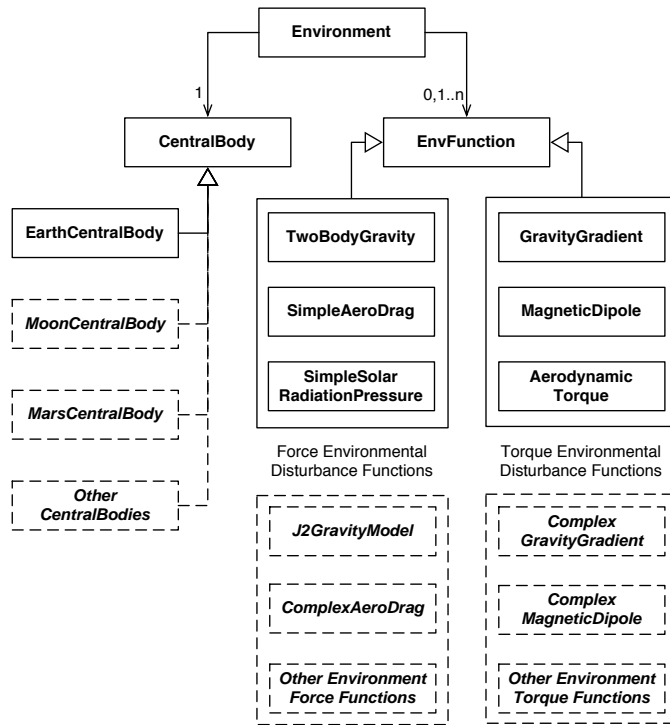 Environment
1
0,1..n
CentralBody
EnvFunction
EarthCentralBody
MoonCentralBody
MarsCentralBody
Other
CentralBodies
TwoBodyGravity
SimpleAeroDrag
SimpleSolar
RadiationPressure
Force Environmental
Disturbance Functions
J2GravityModel
ComplexAeroDrag
Other Environment
Force Functions
GravityGradient
MagneticDipole
Aerodynamic
Torque
Torque Environmental
Disturbance Functions
Complex
GravityGradient
Complex
MagneticDipole
Other Environment
Torque Functions